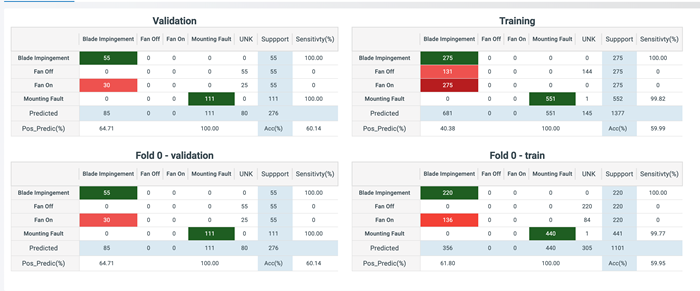 Validation
Blade Impingement Fan Off Fan On Mounting Fault UNK Suppport Sensitivty(%)
Blade Impingement 55 0 0 0 0 55 100.00
Fan Off 0 0 0 0 55 55 0
Fan On 30 0 0 0 25 55 0
Mounting Fault 0 0 0 111 0 111 100.00
Predicted 85 0 0 111 80 276
Pos_Predic(%) 64.71 100.00 Acc(%) 60.14
Training
Blade Impingement Fan Off Fan On Mounting Fault UNK Suppport Sensitivty(%)
Blade Impingement 275 0 0 0 0 275 100.00
Fan Off 131 0 0 0 144 275 0
Fan On 275 0 0 0 0 275 0
Mounting Fault 0 0 0 551 1 552 99.82
Predicted 681 0 0 551 145 1377
Pos_Predic(%) 40.38 100.00 Acc(%) 59.99
Fold 0 - validation
Blade Impingement Fan Off Fan On Mounting Fault UNK Suppport Sensitivty(%)
Blade Impingement 55 0 0 0 0 55 100.00
Fan Off 0 0 0 0 55 55 0
Fan On 30 0 0 0 25 55 0
Mounting Fault 0 0 0 111 0 111 100.00
Predicted 85 0 0 111 80 276
Pos_Predic(%) 64.71 100.00 Acc(%) 60.14
Fold 0 - train
Blade Impingement Fan Off Fan On Mounting Fault UNK Suppport Sensitivty(%)
Blade Impingement 220 0 0 0 0 220 100.00
Fan Off 0 0 0 0 220 220 0
Fan On 136 0 0 0 84 220 0
Mounting Fault 0 0 0 440 1 441 99.77
Predicted 356 0 0 440 305 1101
Pos_Predic(%) 61.80 100.00 Acc(%) 59.95